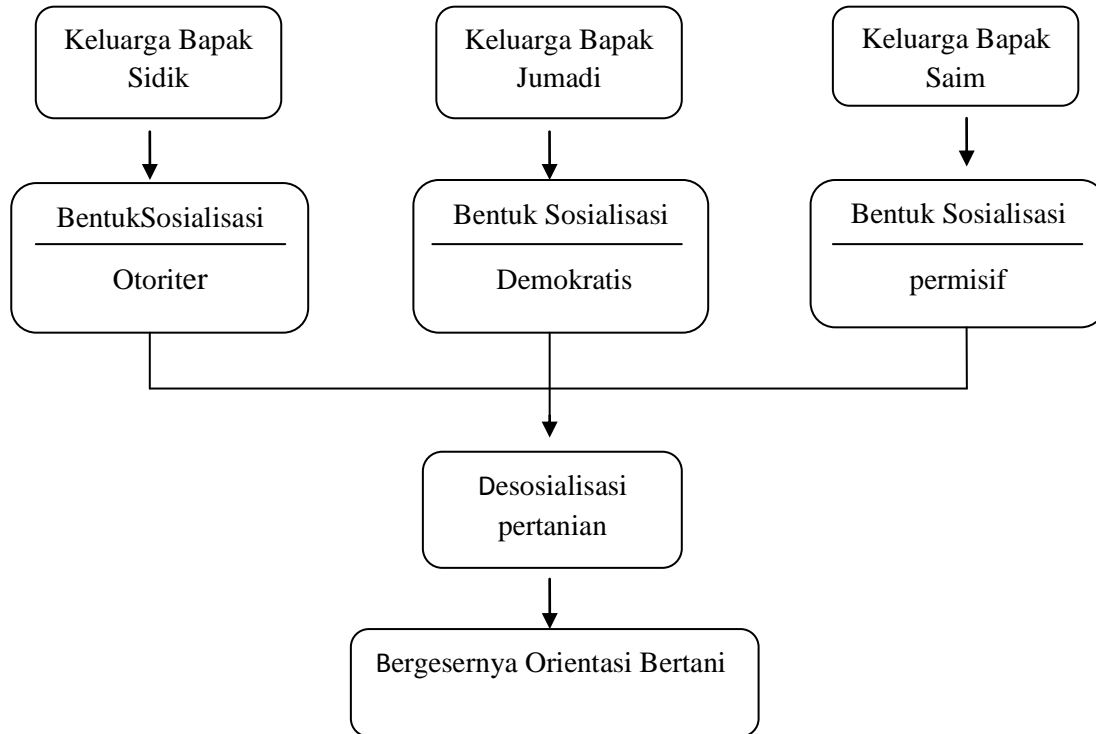 Keluarga Bapak
Sidik
Keluarga Bapak
Jumadi
Keluarga Bapak
Saim
BentukSosialisasi
Otoriter
Bentuk Sosialisasi
Demokratis
Bentuk Sosialisasi
permisif
Desosialisasi
pertanian
Bergesernya Orientasi Bertani